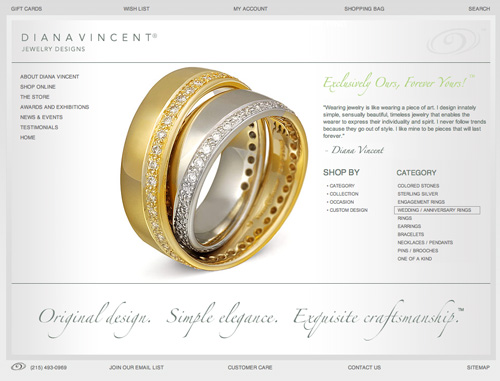 GIFT CARDS WISH LIST MY ACCOUNT SHOPPING BAG SEARCH
DIANAVINCENT®
JEWELRY DESIGNS
ABOUT DIANA VINCENT
SHOP ONLINE
THE STORE
AWARDS AND EXHIBITIONS
NEWS & EVENTS
TESTIMONIALS
HOME
Exclusively Ours, Forever Yours!™
"Wearing jewelry is like wearing a piece of art. I design innately
simple, sensually beautiful, timeless jewelry that enables the
wearer to express their individuality and spirit. I never follow trends
because they go out of style. I like mine to be pieces that will last
forever."
- Diana Vincent
SHOP BY
• CATEGORY
• COLLECTION
• OCCASION
• CUSTOM DESIGN
CATEGORY
COLORED STONES
STERLING SILVER
ENGAGEMENT RINGS
WEDDING / ANNIVERSARY RINGS
RINGS
EARRINGS
BRACELETS
NECKLACES / PENDANTS
PINS / BROOCHES
ONE OF A KIND
Original design. Simple elegance. Exquisite craftsmanship.™
(215) 493-0969 JOIN OUR EMAIL LIST CUSTOMER CARE CONTACT US SITEMAP